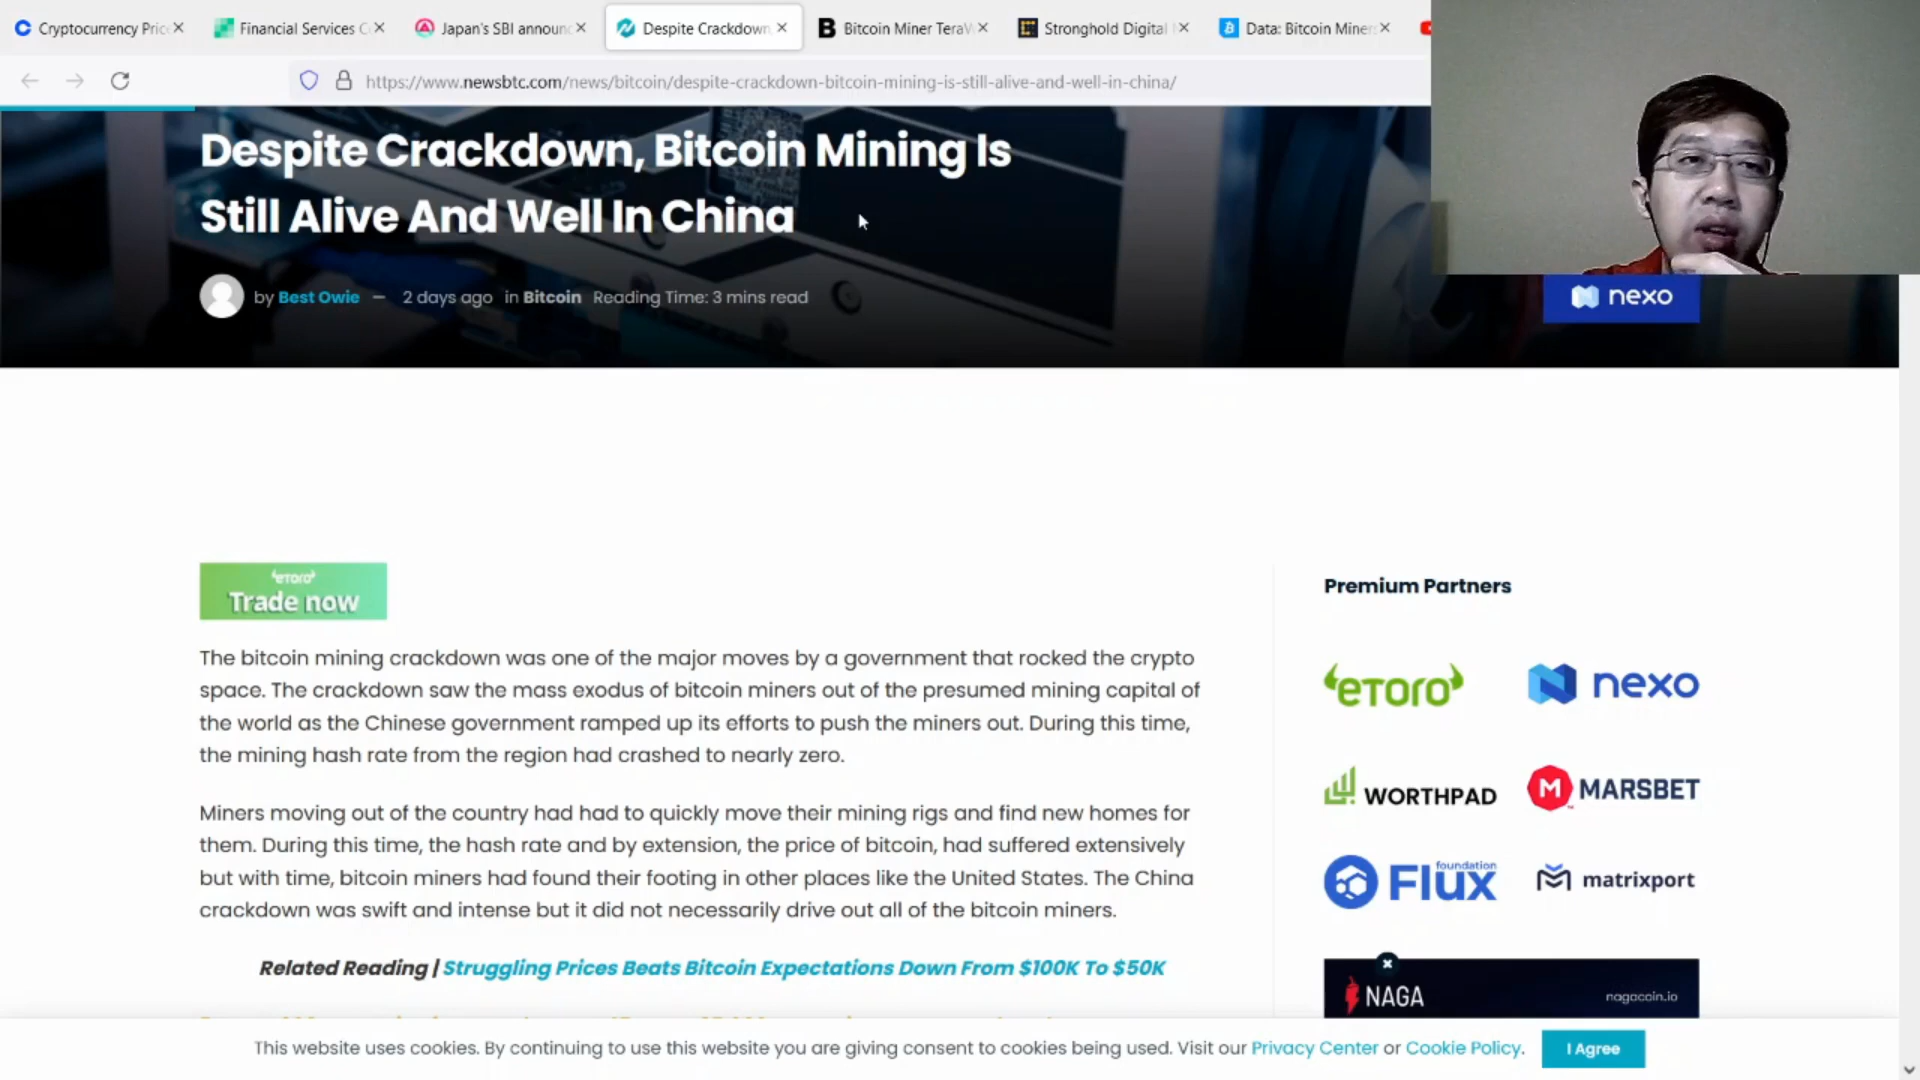 Cryptocurrency Pric
Financial Services C
Japan's SBI announc
Despite Crackdown,
Bitcoin Miner TeraW
Stronghold Digital
Data: Bitcoin Miner
https://www.newsbtc.com/news/bitcoin/despite-crackdown-bitcoin-mining-is-still-alive-and-well-in-china/
Despite Crackdown, Bitcoin Mining Is
Still Alive And Well In China
by Best Owie — 2 days ago in Bitcoin Reading Time: 3 mins read
nexo
eTORO
Trade now
The bitcoin mining crackdown was one of the major moves by a government that rocked the crypto
space. The crackdown saw the mass exodus of bitcoin miners out of the presumed mining capital of
the world as the Chinese government ramped up its efforts to push the miners out. During this time,
the mining hash rate from the region had crashed to nearly zero.
Miners moving out of the country had had to quickly move their mining rigs and find new homes for
them. During this time, the hash rate and by extension, the price of bitcoin, had suffered extensively
but with time, bitcoin miners had found their footing in other places like the United States. The China
crackdown was swift and intense but it did not necessarily drive out all of the bitcoin miners.
Related Reading | Struggling Prices Beats Bitcoin Expectations Down From $100K To $50K
Premium Partners
eTORO
nexo
WORTHPAD
M MARSBET
foundation
Flux
matrixport
NAGA
nagacoin.io
This website uses cookies. By continuing to use this website you are giving consent to cookies being used. Visit our Privacy Center or Cookie Policy.
I Agree